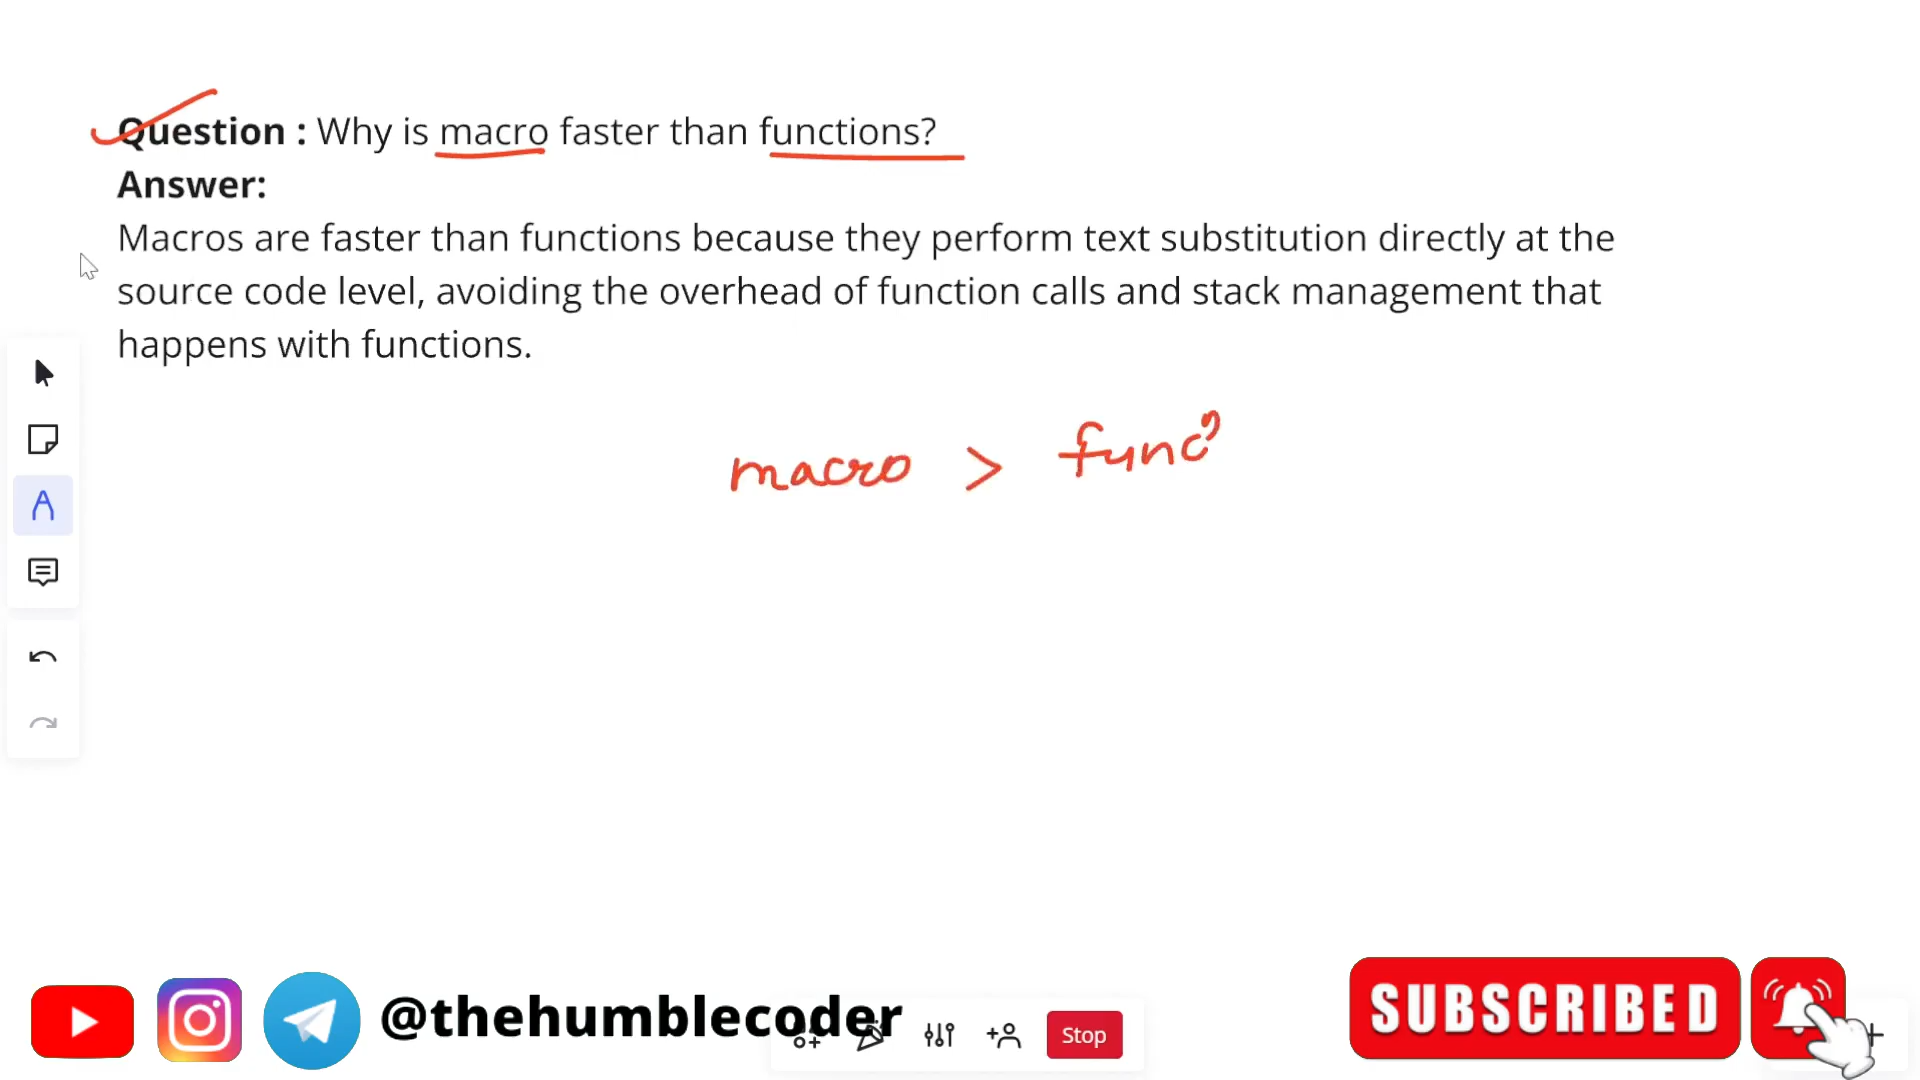 Question : Why is macro faster than functions?
Answer:
Macros are faster than functions because they perform text substitution directly at the
source code level, avoiding the overhead of function calls and stack management that
happens with functions.
macro > func
@thehumblecoder
Stop
SUBSCRIBED